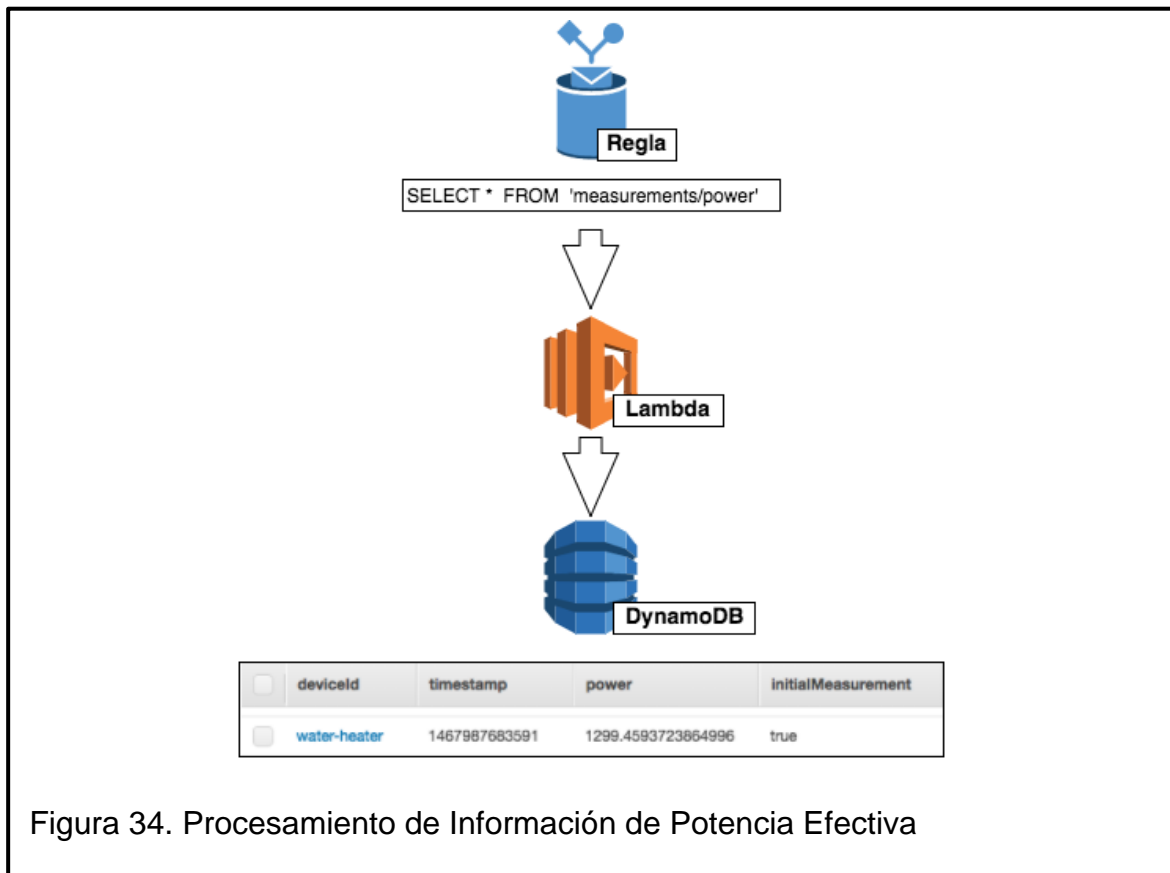 Regla
SELECT * FROM 'measurements/power'
Lambda
DynamoDB
deviceId timestamp power initialMeasurement
water-heater 1467987683591 1299.4593723864996 true
Figura 34. Procesamiento de Información de Potencia Efectiva